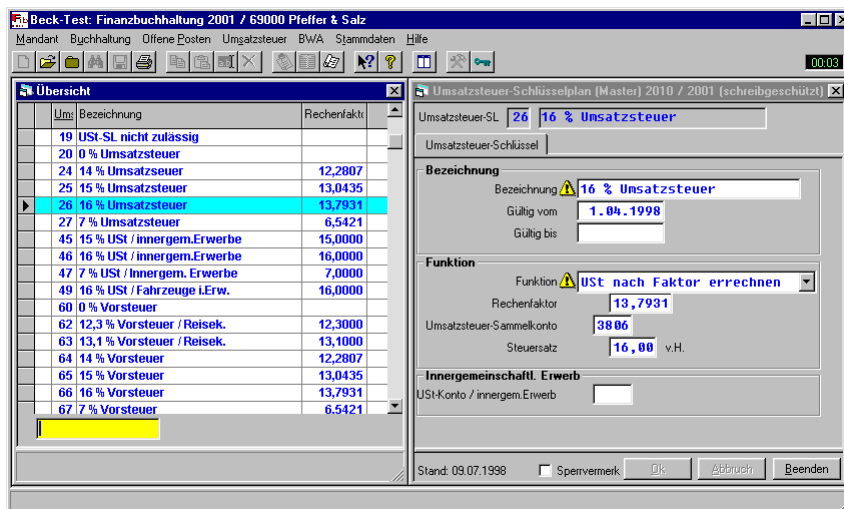 Beck-Test: Finanzbuchhaltung 2001 / 69000 Pfeffer & Salz
Mandant Buchhaltung Offene Posten Umsatzsteuer BWA Stammdaten Hilfe
00:03
Übersicht
Ums Bezeichnung Rechenfakto
19 USt-SL nicht zulässig
20 0 % Umsatzsteuer
24 14 % Umsatzseuer 12,2807
25 15 % Umsatzsteuer 13,0435
26 16 % Umsatzsteuer 13,7931
27 7 % Umsatzsteuer 6,5421
45 15 % USt / innergem.Erwerbe 15,0000
46 16 % USt / innergem.Erwerbe 16,0000
47 7 % USt / Innergem. Erwerbe 7,0000
49 16 % USt / Fahrzeuge i.Erw. 16,0000
60 0 % Vorsteuer
62 12,3 % Vorsteuer / Reisek. 12,3000
63 13,1 % Vorsteuer / Reisek. 13,1000
64 14 % Vorsteuer 12,2807
65 15 % Vorsteuer 13,0435
66 16 % Vorsteuer 13,7931
67 7 % Vorsteuer 6,5421
Umsatzsteuer-Schlüsselplan (Master) 2010 / 2001 (schreibgeschützt)
Umsatzsteuer-SL 26 16 % Umsatzsteuer
Umsatzsteuer-Schlüssel
Bezeichnung
Bezeichnung 16 % Umsatzsteuer
Gültig vom 1.04.1998
Gültig bis
Funktion
Funktion USt nach Faktor errechnen
Rechenfaktor 13,7931
Umsatzsteuer-Sammelkonto 3806
Steuersatz 16,00 v.H.
Innergemeinschaftl. Erwerb
USt-Konto / innergem.Erwerb
Stand: 09.07.1998 Sperrvermerk Ok Abbruch Beenden